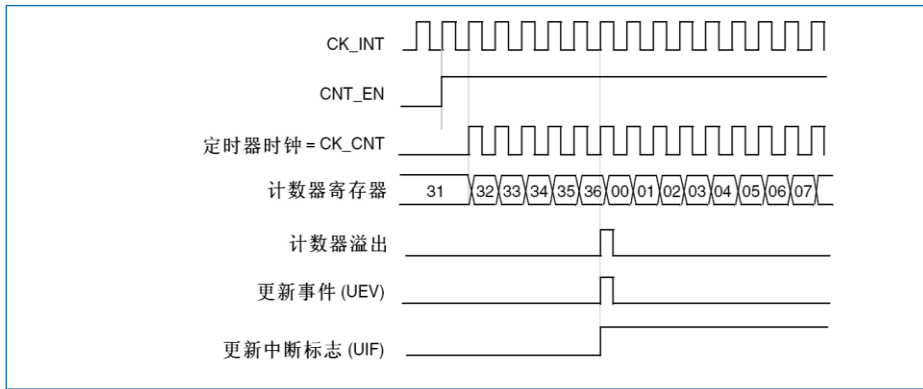 CK_INT
CNT_EN
定时器时钟 = CK_CNT
计数器寄存器 31 32 33 34 35 36 00 01 02 03 04 05 06 07
计数器溢出
更新事件 (UEV)
更新中断标志 (UIF)